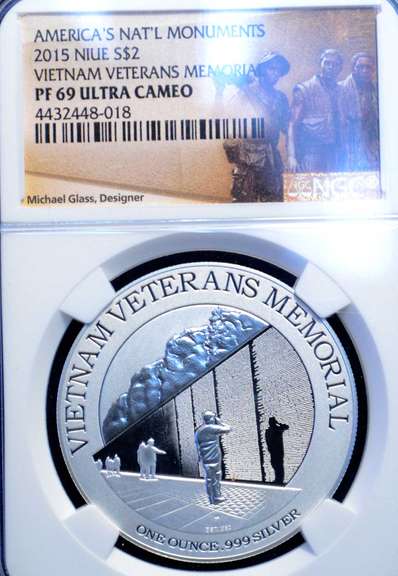 AMERICA'S NAT'L MONUMENTS
2015 NIUE S$2
VIETNAM VETERANS MEMORIAL
PF 69 ULTRA CAMEO
4432448-018
NGC NGC®
Michael Glass, Designer
VIETNAM VETERANS MEMORIAL
ONE OUNCE .999 SILVER